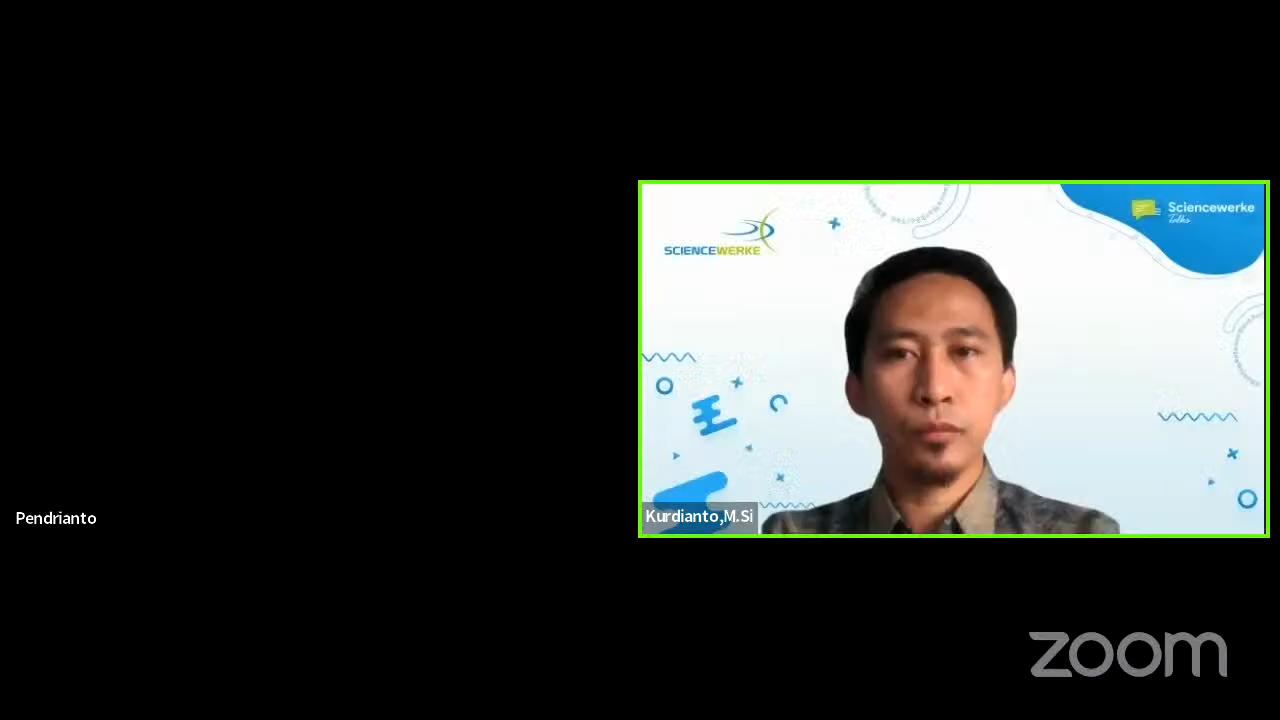 SCIENCEWERKE
Sciencewerke
Talks
Pendrianto
Kurdianto,M.Si
zoom